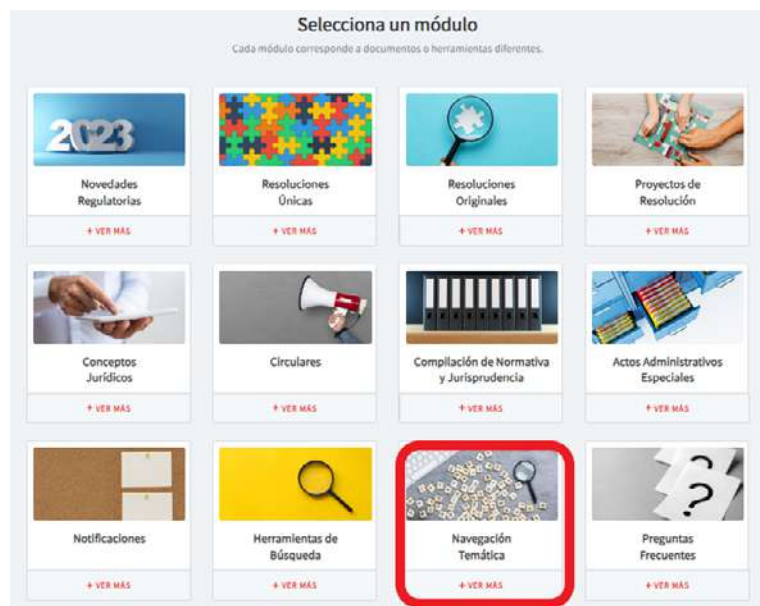 Selecciona un módulo
Cada módulo corresponde a documentos o herramientas diferentes.
2023
Novedades
Regulatorias
+ VER MÁS
Resoluciones
Únicas
+ VER MÁS
Resoluciones
Originales
+ VER MÁS
Proyectos de
Resolución
+ VER MÁS
Conceptos
Jurídicos
+ VER MÁS
Circulares
+ VER MÁS
Compilación de Normativa
y Jurisprudencia
+ VER MÁS
Actos Administrativos
Especiales
+ VER MÁS
Notificaciones
+ VER MÁS
Herramientas de
Búsqueda
+ VER MÁS
Navegación
Temática
+ VER MÁS
?
?
Preguntas
Frecuentes
+ VER MÁS